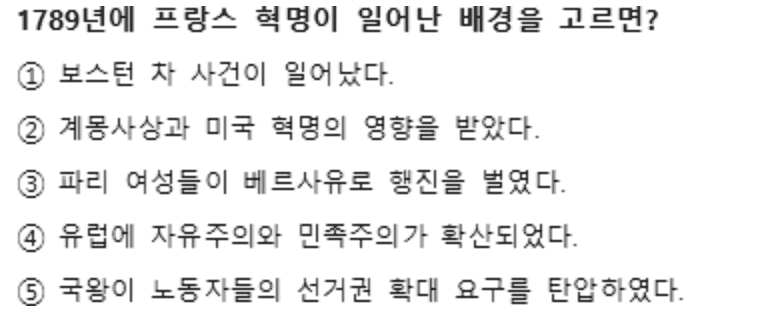 1789년에 프랑스 혁명이 일어난 배경을 고르면?
① 보스턴 차 사건이 일어났다.
② 계몽사상과 미국 혁명의 영향을 받았다.
③ 파리 여성들이 베르사유로 행진을 벌였다.
④ 유럽에 자유주의와 민족주의가 확산되었다.
⑤ 국왕이 노동자들의 선거권 확대 요구를 탄압하였다.